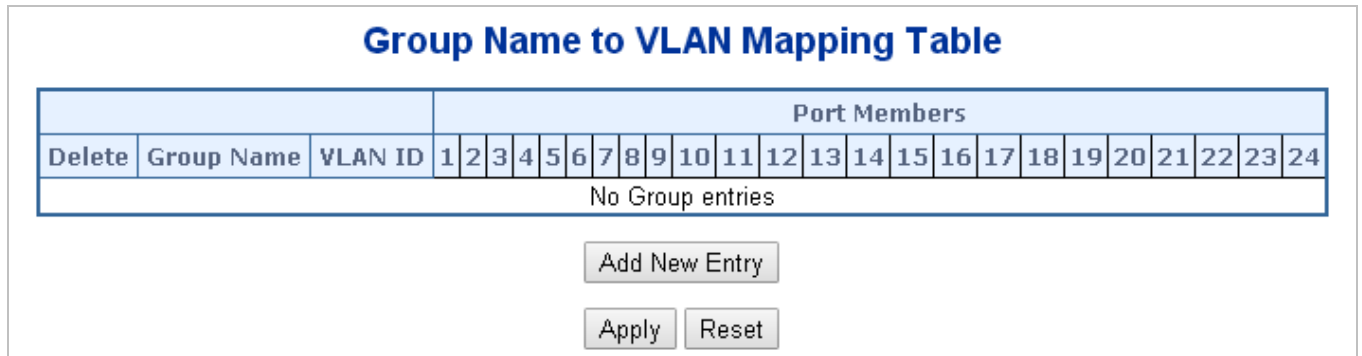 Group Name to VLAN Mapping Table
Port Members
Delete Group Name VLAN ID 1 2 3 4 5 6 7 8 9 10 11 12 13 14 15 16 17 18 19 20 21 22 23 24
No Group entries
Add New Entry
Apply Reset